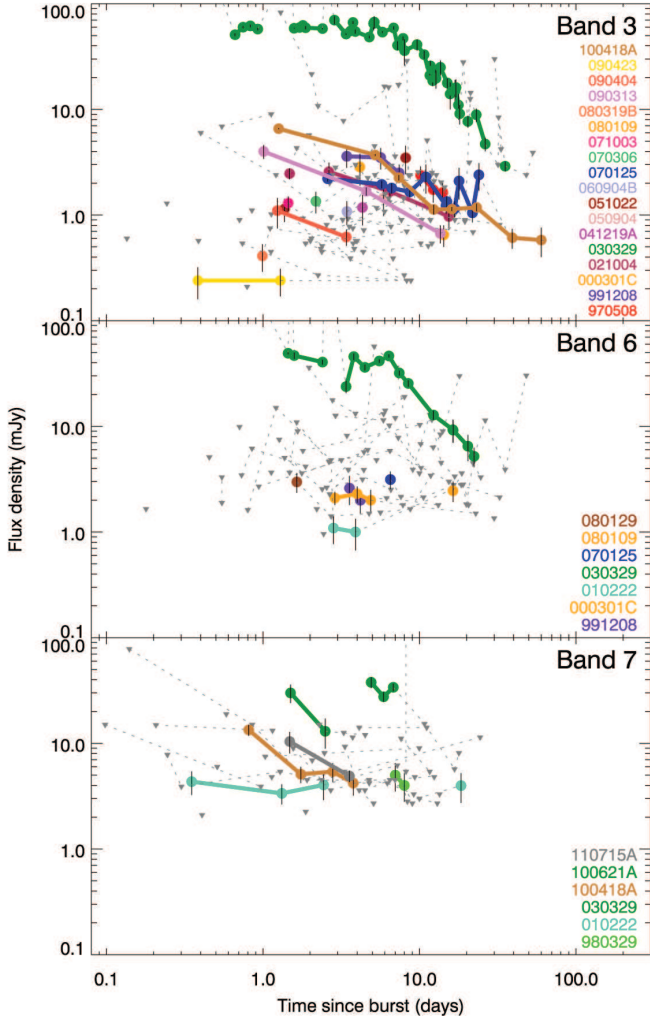 100.0
Band 3
100418A
090423
090404
090313
080319B
080109
071003
070306
070125
060904B
051022
050904
041219A
030329
021004
000301C
991208
970508
10.0
1.0
0.1
100.0
Band 6
10.0
1.0
0.1
080129
080109
070125
030329
010222
000301C
991208
Flux density (mJy)
100.0
Band 7
10.0
1.0
0.1
110715A
100621A
100418A
030329
010222
980329
0.1 1.0 10.0 100.0
Time since burst (days)